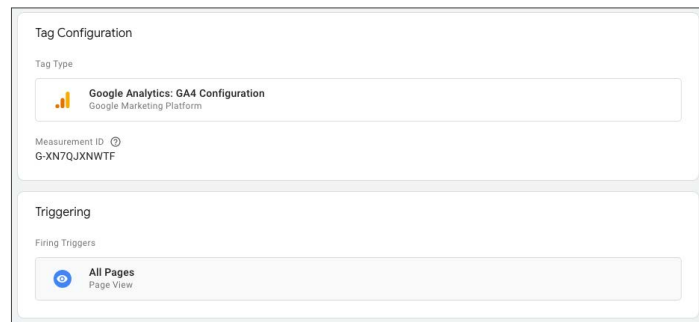 Tag Configuration
Tag Type
Google Analytics: GA4 Configuration
Google Marketing Platform
Measurement ID
G-XN7QJXNWTF
Triggering
Firing Triggers
All Pages
Page View